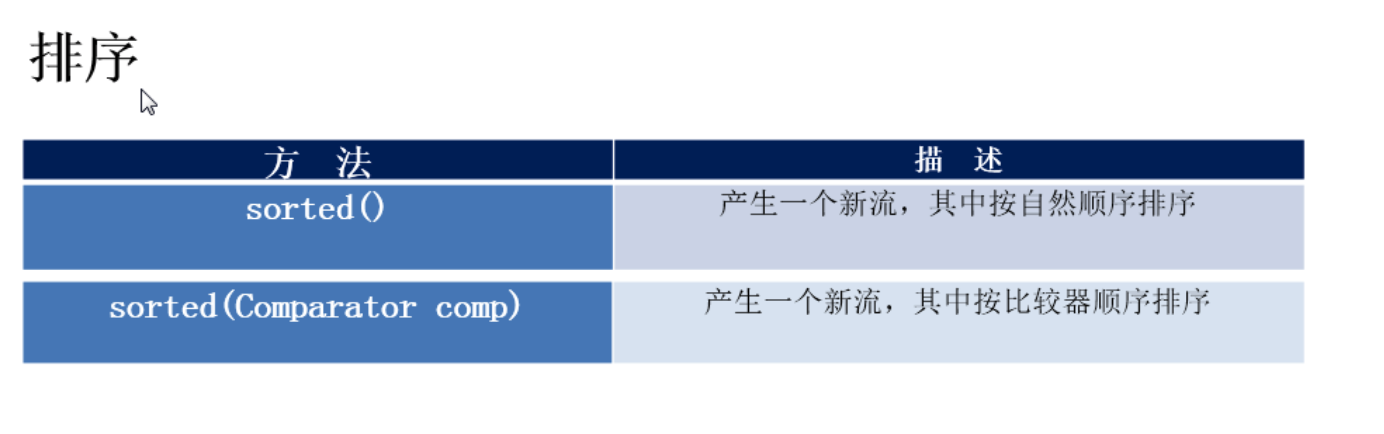 排序
方 法 描 述
sorted() 产生一个新流，其中按自然顺序排序
sorted(Comparator comp) 产生一个新流，其中按比较器顺序排序